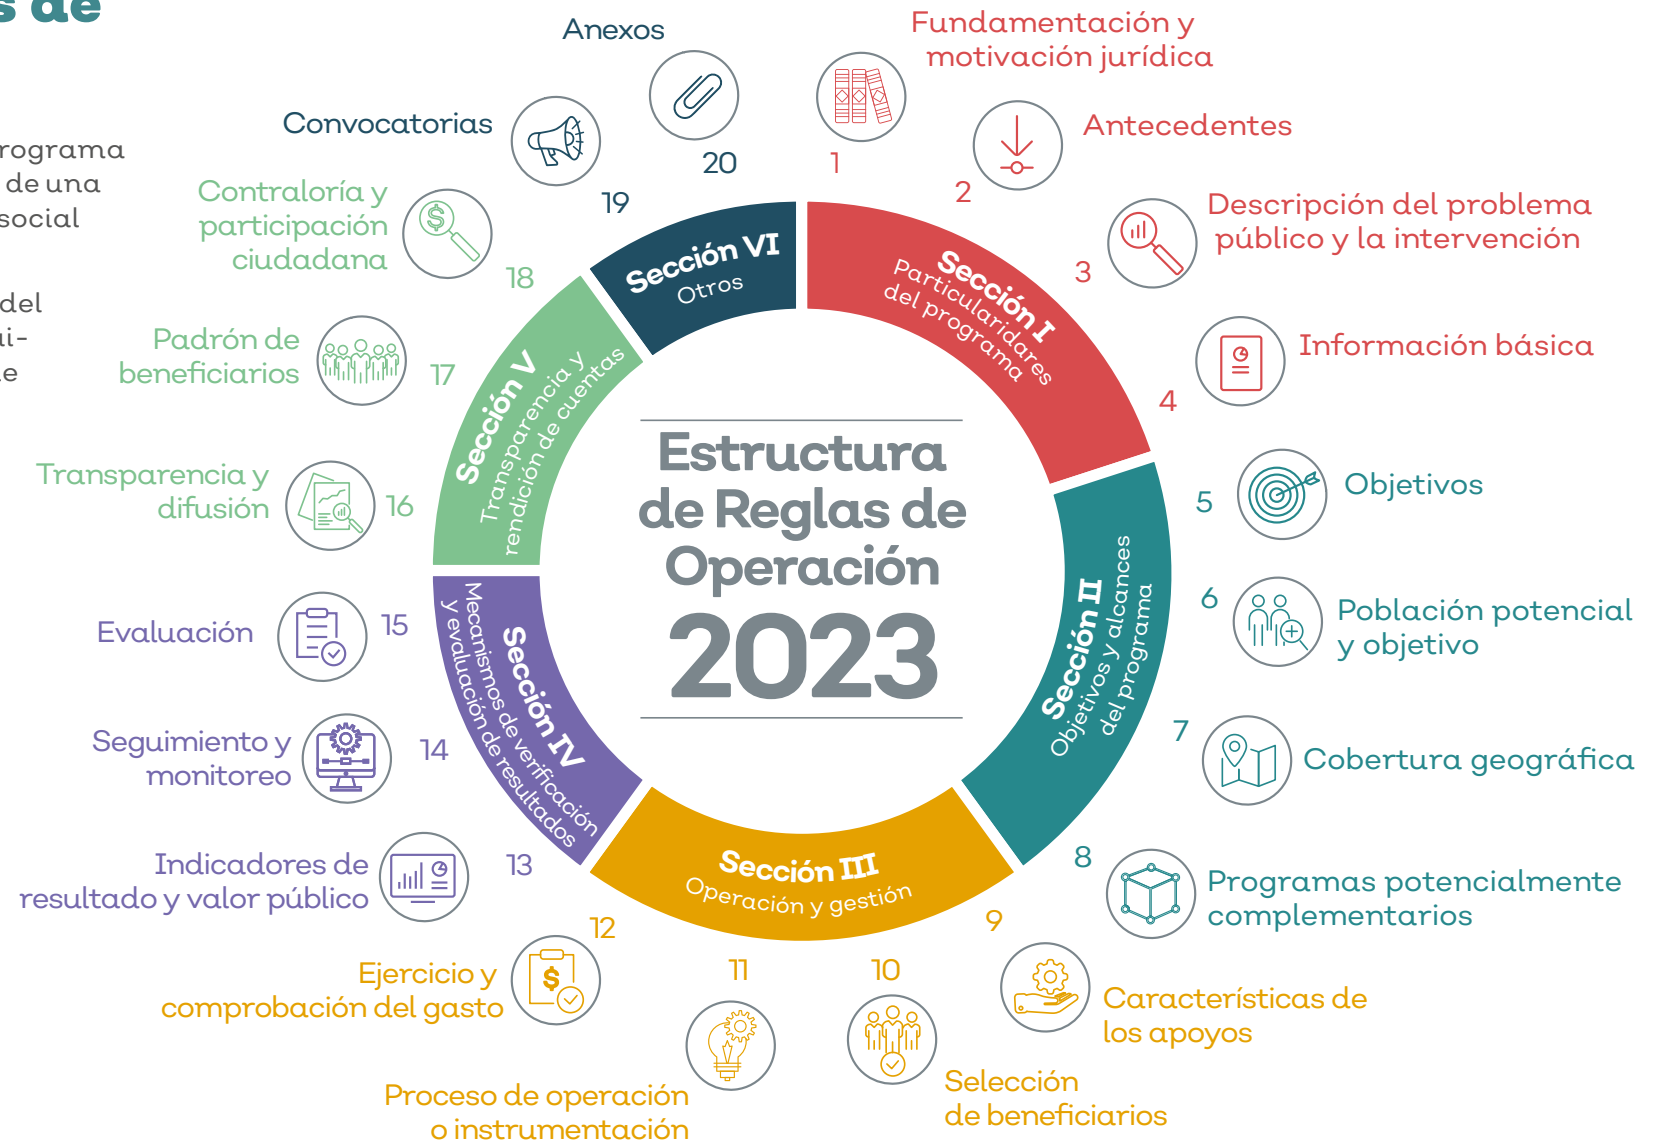 s de
rograma
de una
social
del
ui-
e
Estructura
de Reglas de
Operación
2023
Sección I
Particularidares
del programa
1
Fundamentación y
motivación jurídica
2
Antecedentes
3
Descripción del problema
público y la intervención
4
Información básica
Sección II
Objetivos y alcances
del programa
5
Objetivos
6
Población potencial
y objetivo
7
Cobertura geográfica
8
Programas potencialmente
complementarios
Sección III
Operación y gestión
9
Características de
los apoyos
10
Selección
de beneficiarios
11
Proceso de operación
o instrumentación
12
Ejercicio y
comprobación del gasto
$
Sección IV
Mecanismos de verificación
y evaluación de resultados
13
Indicadores de
resultado y valor público
14
Seguimiento y
monitoreo
15
Evaluación
Sección V
Transparencia y
rendición de cuentas
16
Transparencia y
difusión
17
Padrón de
beneficiarios
18
Contraloría y
participación
ciudadana
$
Sección VI
Otros
19
Convocatorias
20
Anexos